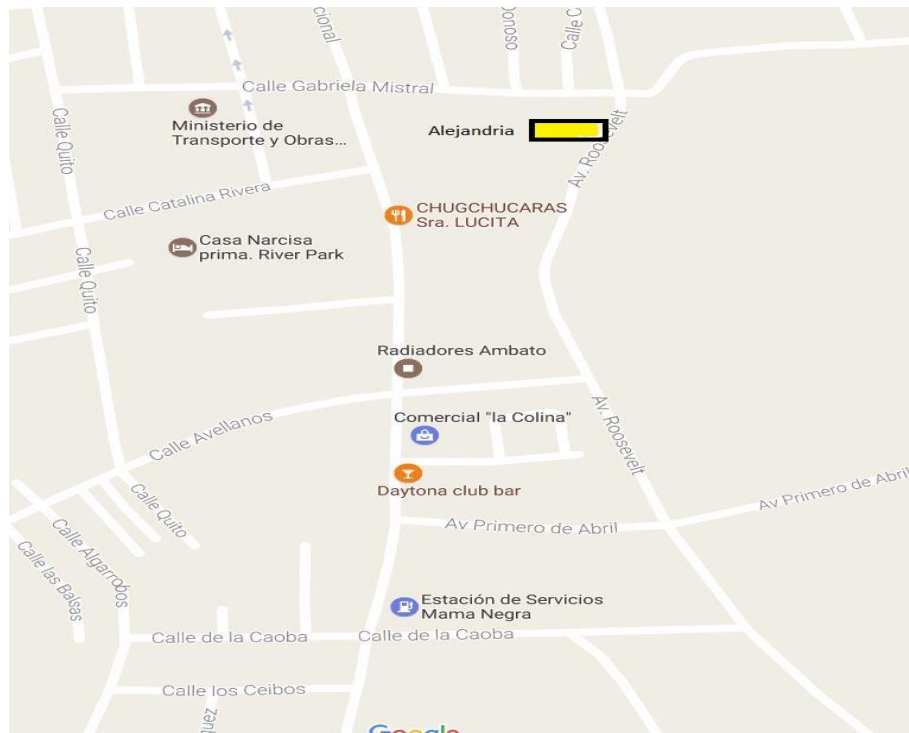 cional
onoso
Calle C
Calle Gabriela Mistral
Ministerio de
Transporte y Obras...
Alejandria
Av. Roosevelt
Calle Quito
Calle Catalina Rivera
CHUGCHUCARAS
Sra. LUCITA
Casa Narcisa
prima. River Park
Calle Quito
Radiadores Ambato
Comercial "la Colina"
Av. Roosevelt
Calle Avellanos
Daytona club bar
Calle Quito
Av Primero de Abril
Av Primero de Abril
Calle Algarrobos
Calle las Balsas
Estación de Servicios
Mama Negra
Calle de la Caoba
Calle de la Caoba
Calle los Ceibos
uez
Google